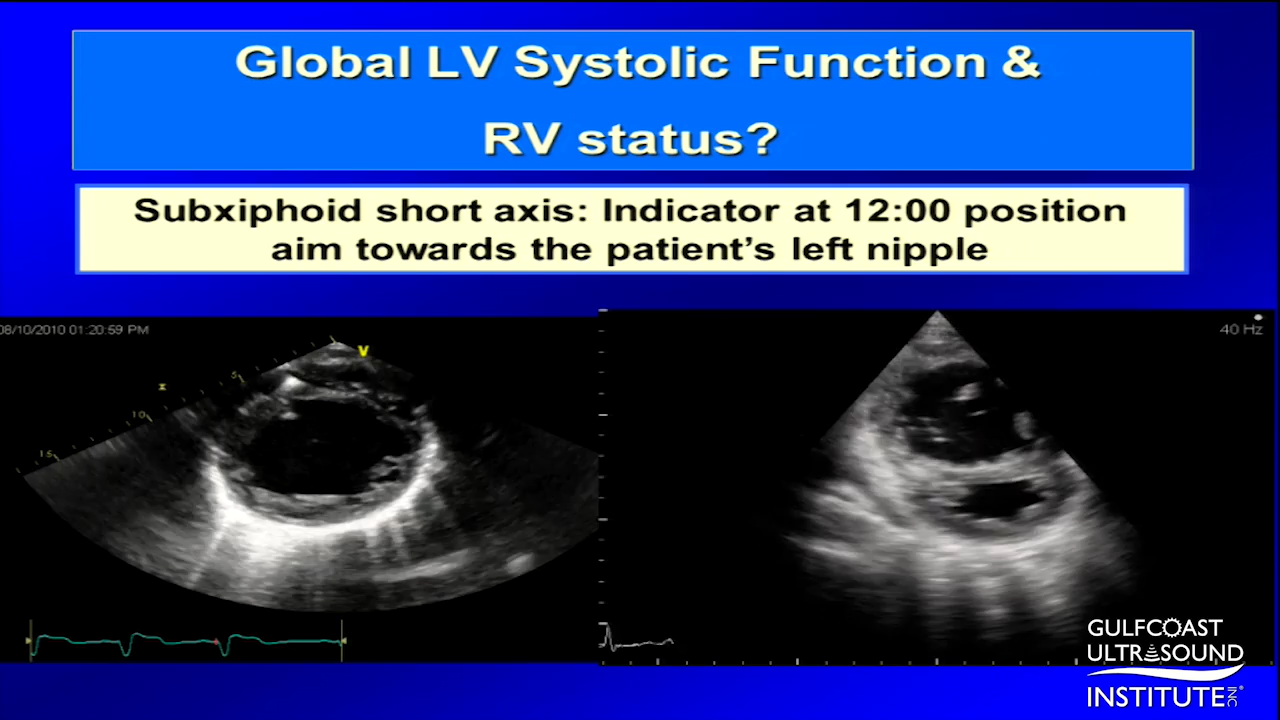 Global LV Systolic Function &
RV status?
Subxiphoid short axis: Indicator at 12:00 position
aim towards the patient's left nipple
08/10/2010 01:20:59 PM
V
x
5
10
15
40 Hz
GULFCOAST
ULTRASOUND
INSTITUTE INC